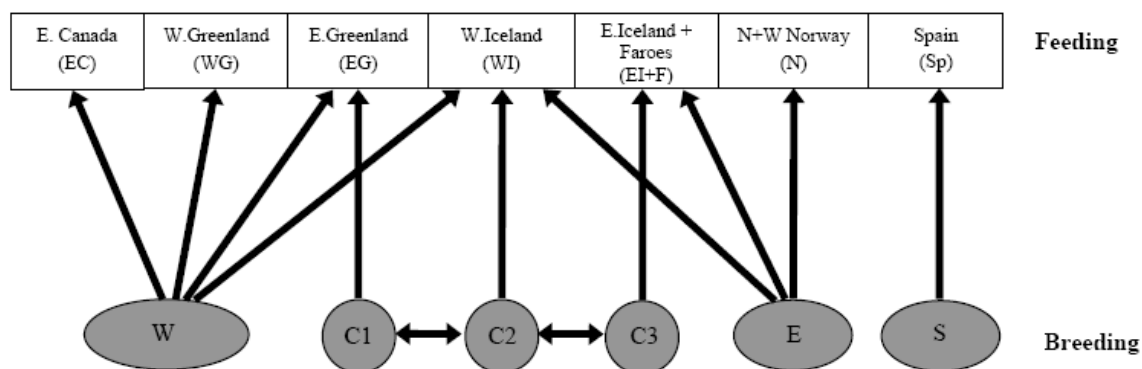 E. Canada
(EC)
W.Greenland
(WG)
E.Greenland
(EG)
W.Iceland
(WI)
E.Iceland +
Faroes
(EI+F)
N+W Norway
(N)
Spain
(Sp)
Feeding
W
C1
C2
C3
E
S
Breeding